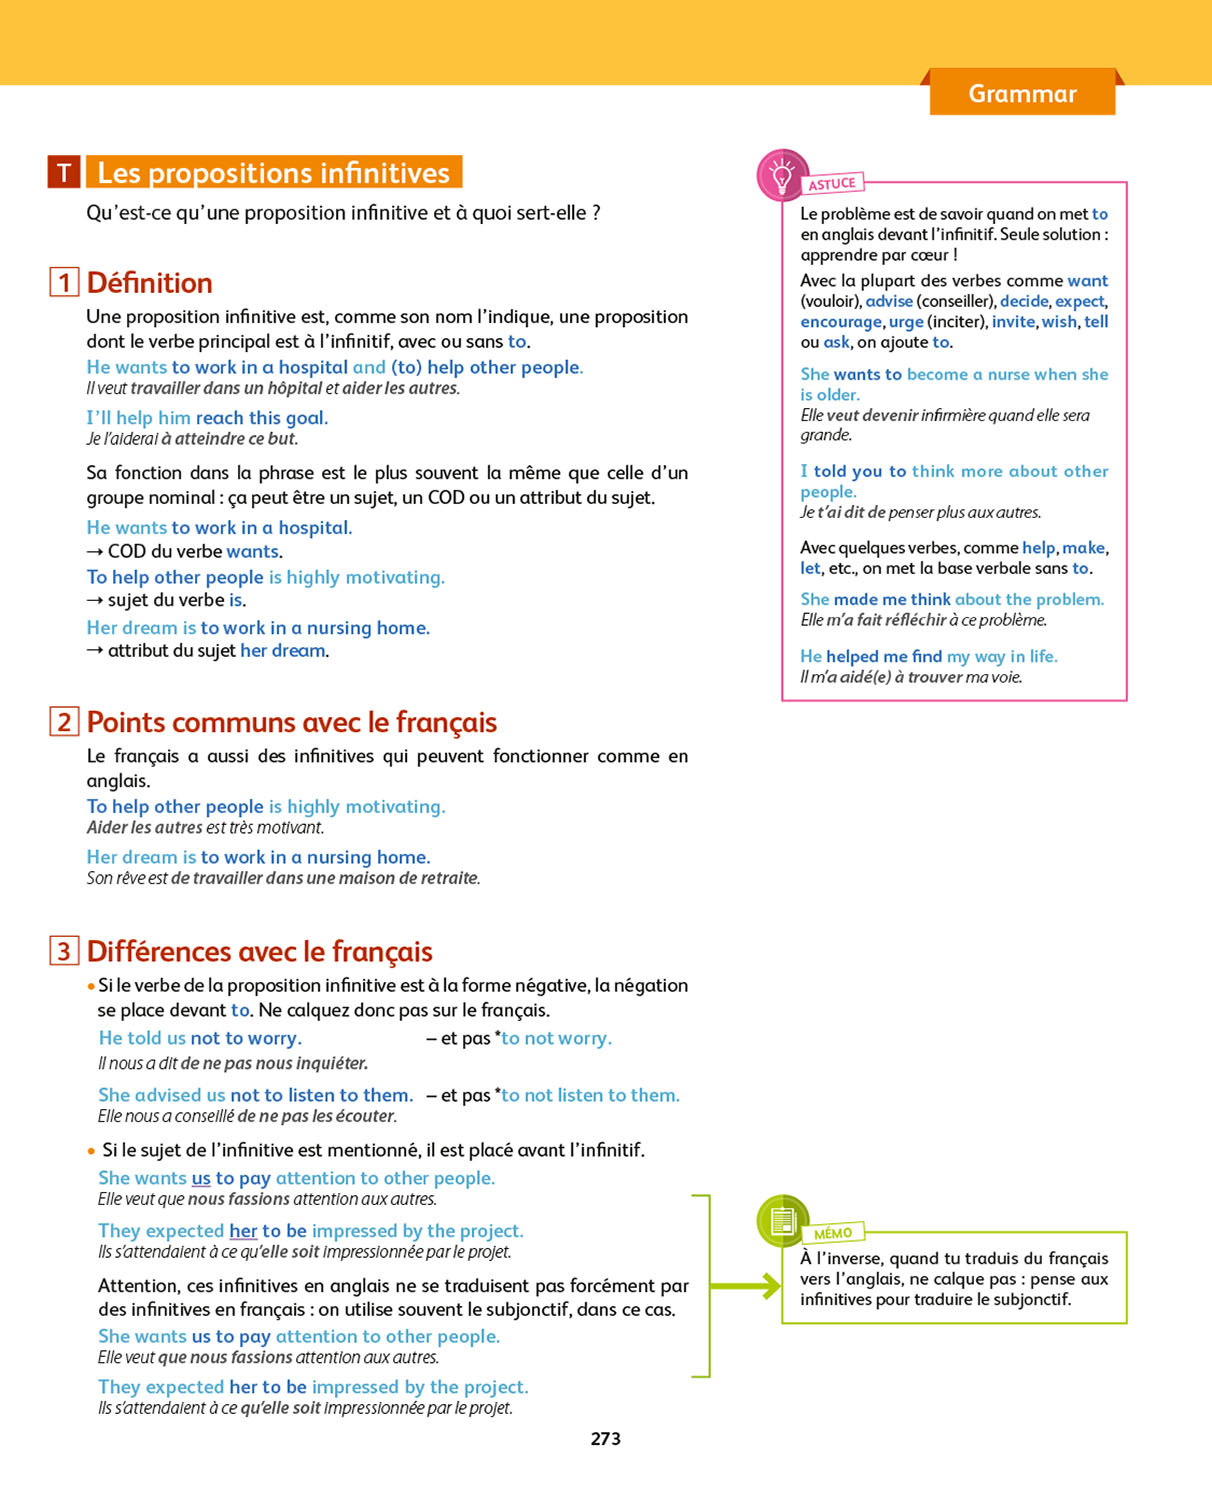 Grammar
T Les propositions infinitives
Qu'est-ce qu'une proposition infinitive et à quoi sert-elle ?
1 Définition
Une proposition infinitive est, comme son nom l'indique, une proposition
dont le verbe principal est à l'infinitif, avec ou sans to.
He wants to work in a hospital and (to) help other people.
Il veut travailler dans un hôpital et aider les autres.
I'll help him reach this goal.
Je l'aiderai à atteindre ce but.
Sa fonction dans la phrase est le plus souvent la même que celle d'un
groupe nominal : ça peut être un sujet, un COD ou un attribut du sujet.
He wants to work in a hospital.
→ COD du verbe wants.
To help other people is highly motivating.
→ sujet du verbe is.
Her dream is to work in a nursing home.
→ attribut du sujet her dream.
2 Points communs avec le français
Le français a aussi des infinitives qui peuvent fonctionner comme en
anglais.
To help other people is highly motivating.
Aider les autres est très motivant.
Her dream is to work in a nursing home.
Son rêve est de travailler dans une maison de retraite.
3 Différences avec le français
• Si le verbe de la proposition infinitive est à la forme négative, la négation
se place devant to. Ne calquez donc pas sur le français.
He told us not to worry. – et pas *to not worry.
Il nous a dit de ne pas nous inquiéter.
She advised us not to listen to them. – et pas *to not listen to them.
Elle nous a conseillé de ne pas les écouter.
• Si le sujet de l'infinitive est mentionné, il est placé avant l'infinitif.
She wants us to pay attention to other people.
Elle veut que nous fassions attention aux autres.
They expected her to be impressed by the project.
Ils s'attendaient à ce qu'elle soit impressionnée par le projet.
Attention, ces infinitives en anglais ne se traduisent pas forcément par
des infinitives en français : on utilise souvent le subjonctif, dans ce cas.
She wants us to pay attention to other people.
Elle veut que nous fassions attention aux autres.
They expected her to be impressed by the project.
Ils s'attendaient à ce qu'elle soit impressionnée par le projet.
ASTUCE
Le problème est de savoir quand on met to
en anglais devant l'infinitif. Seule solution :
apprendre par cœur !
Avec la plupart des verbes comme want
(vouloir), advise (conseiller), decide, expect,
encourage, urge (inciter), invite, wish, tell
ou ask, on ajoute to.
She wants to become a nurse when she
is older.
Elle veut devenir infirmière quand elle sera
grande.
I told you to think more about other
people.
Je t'ai dit de penser plus aux autres.
Avec quelques verbes, comme help, make,
let, etc., on met la base verbale sans to.
She made me think about the problem.
Elle m'a fait réfléchir à ce problème.
He helped me find my way in life.
Il m'a aidé(e) à trouver ma voie.
MÉMO
À l'inverse, quand tu traduis du français
vers l'anglais, ne calque pas : pense aux
infinitives pour traduire le subjonctif.
273